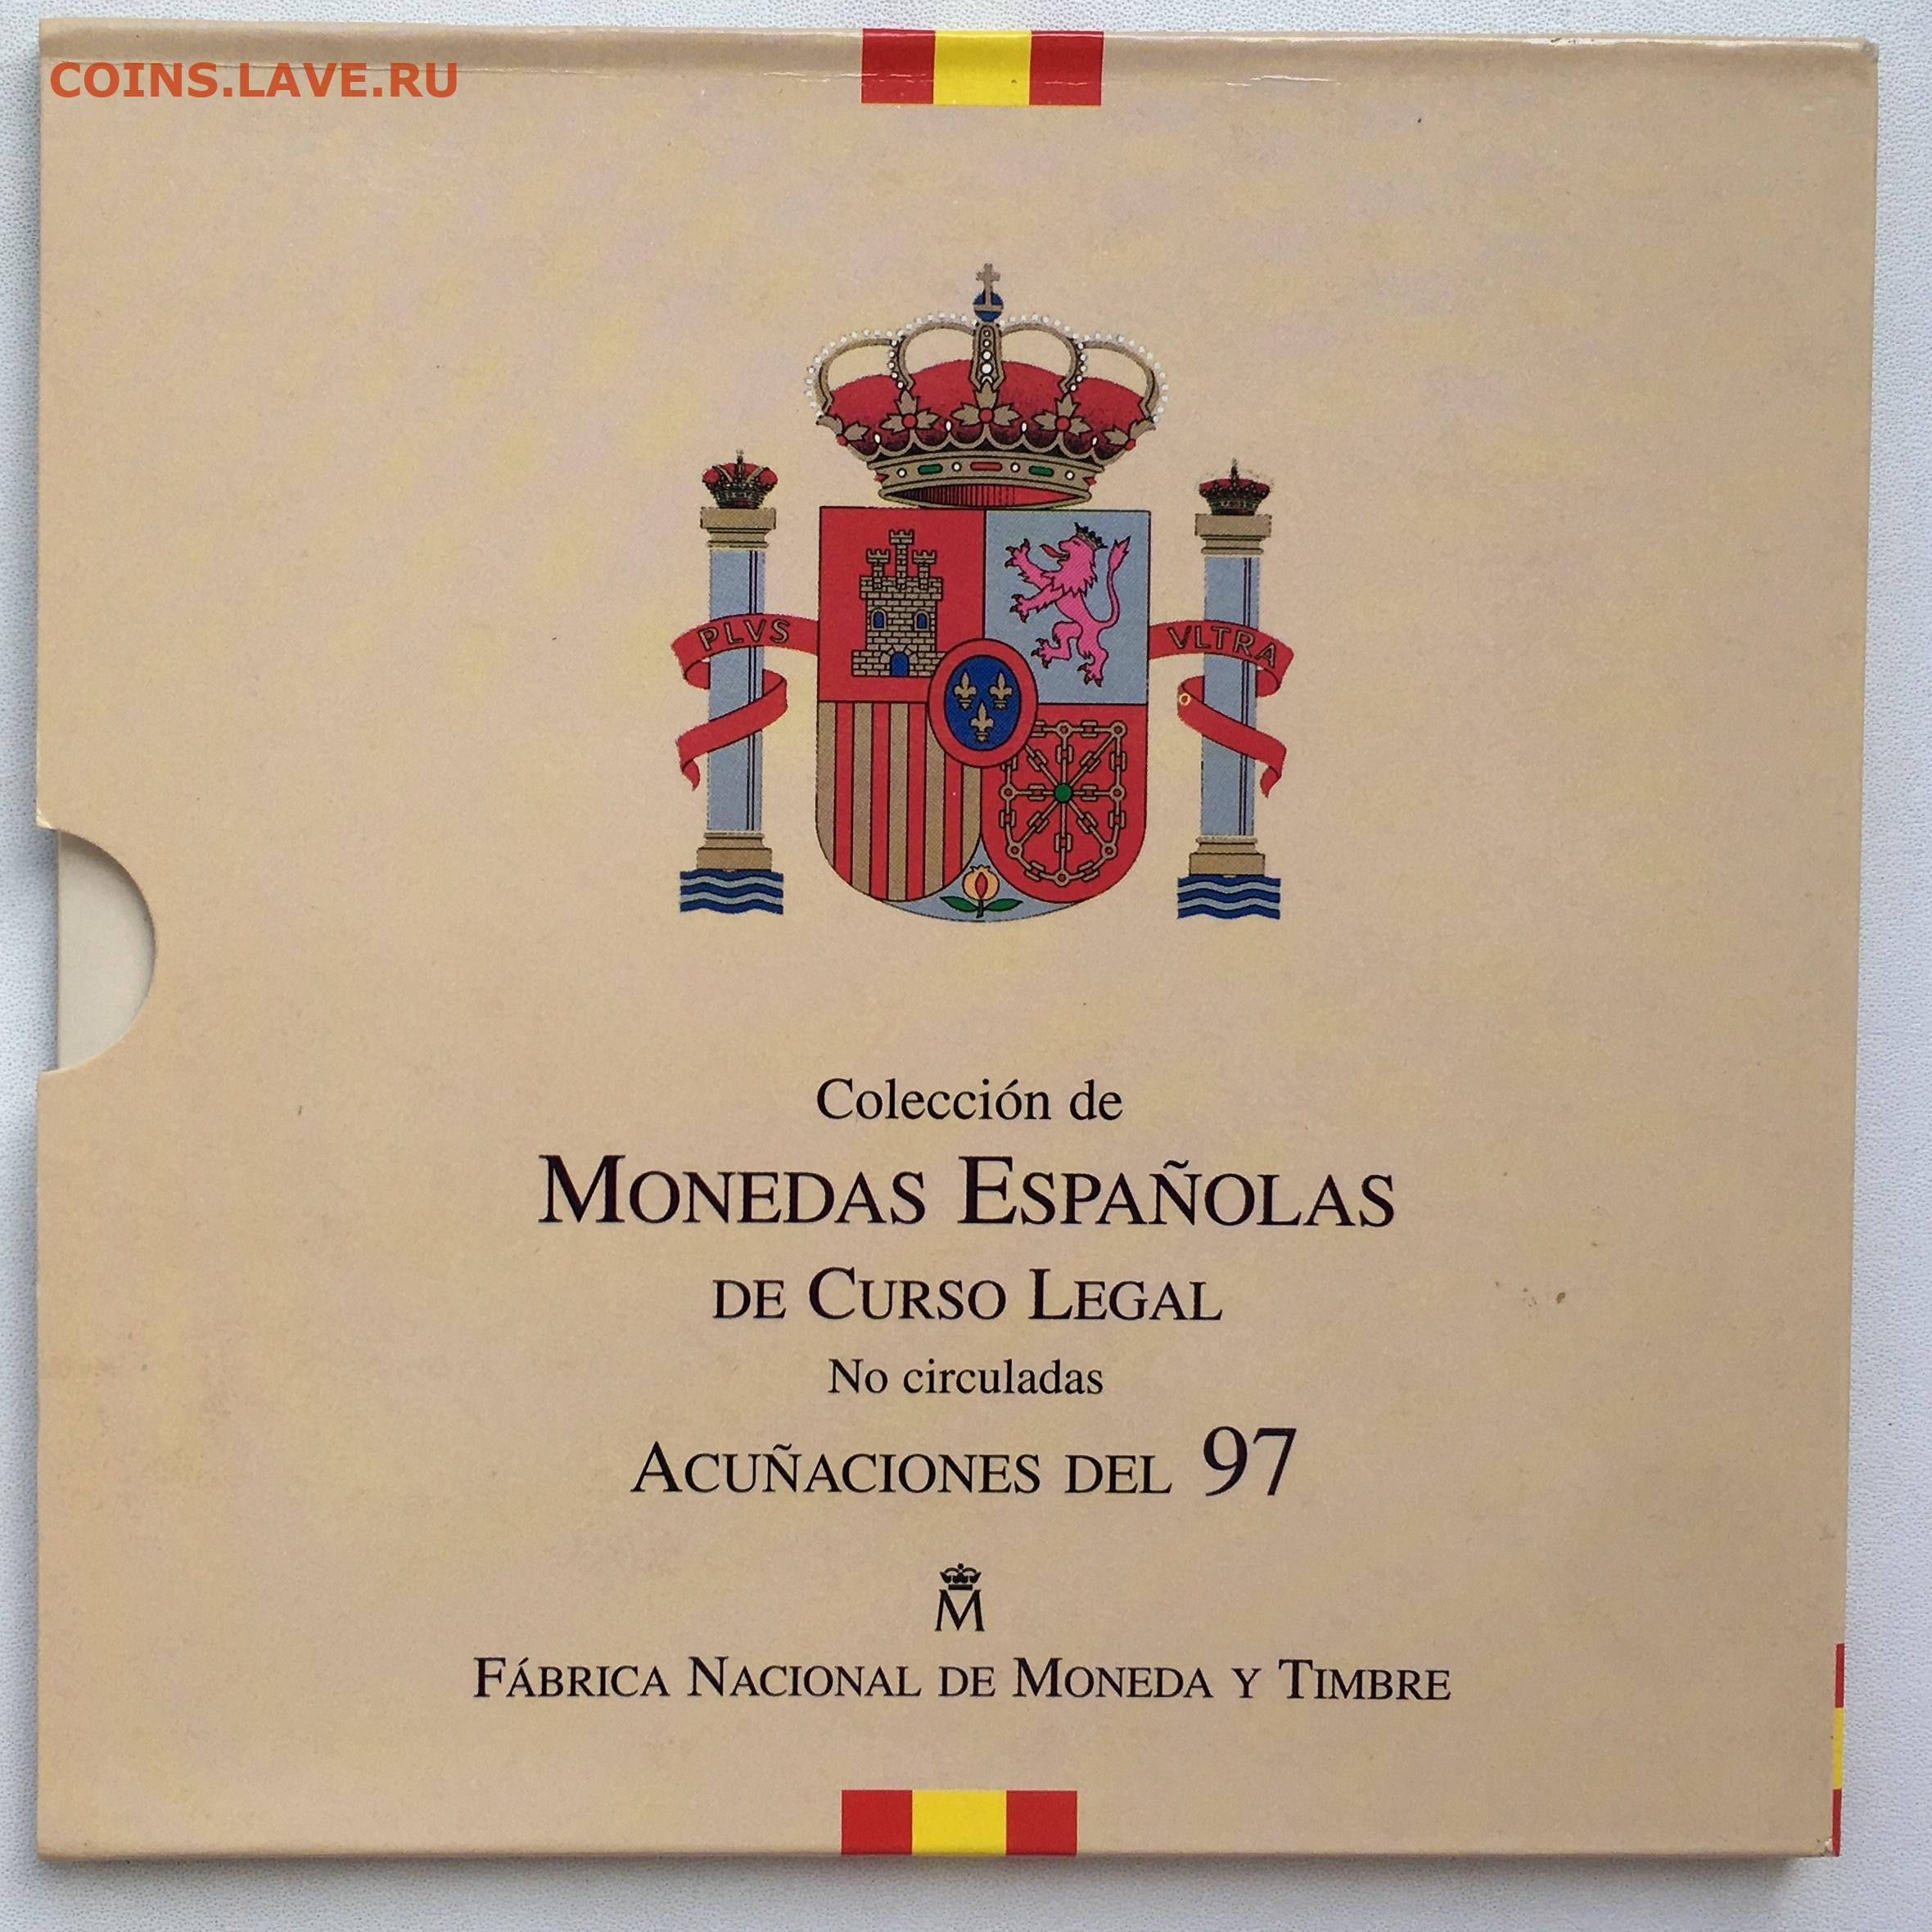 COINS.LAVE.RU
PLVS VLTRA
Colección de
MONEDAS ESPAÑOLAS
DE CURSO LEGAL
No circuladas
ACUÑACIONES DEL 97
M
FÁBRICA NACIONAL DE MONEDA Y TIMBRE